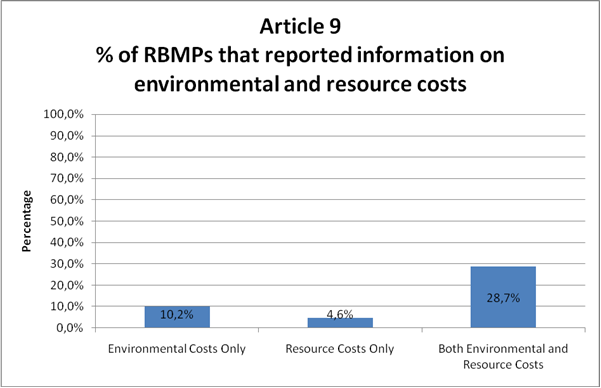 Article 9
% of RBMPs that reported information on
environmental and resource costs
Percentage
100,0%
90,0%
80,0%
70,0%
60,0%
50,0%
40,0%
30,0%
20,0%
10,0%
0,0%
10,2%
4,6%
28,7%
Environmental Costs Only
Resource Costs Only
Both Environmental and
Resource Costs